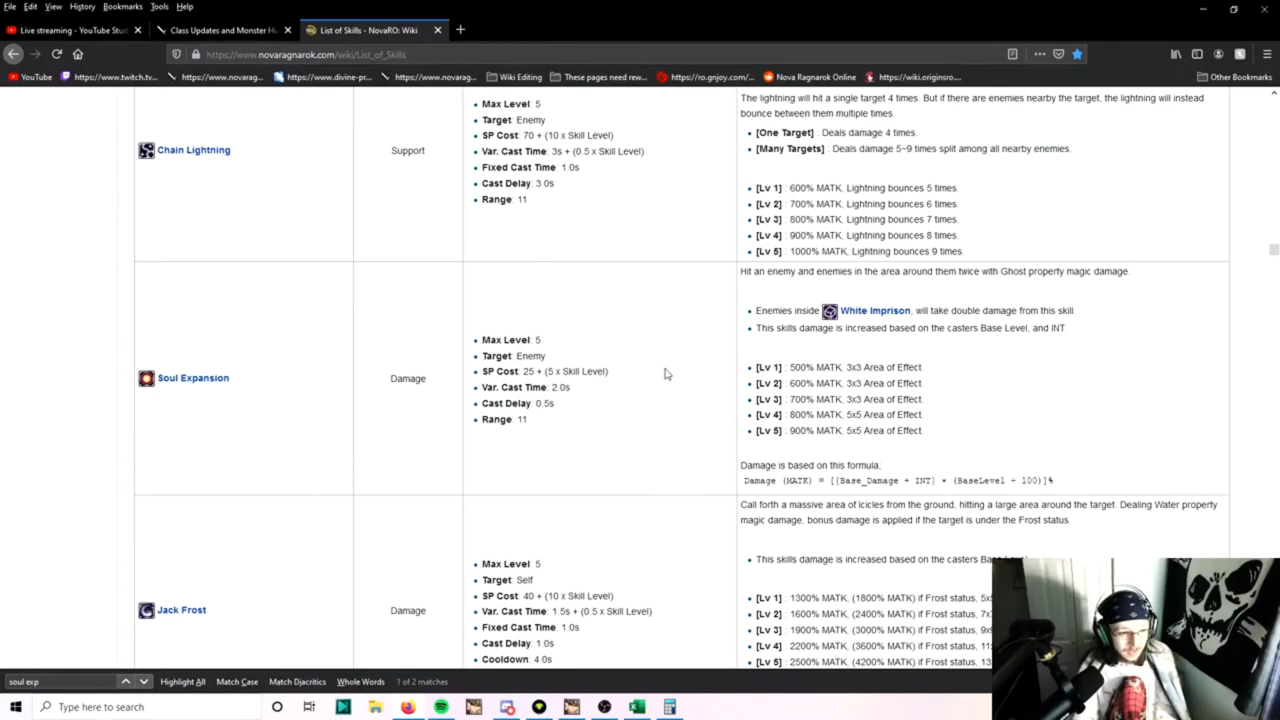 File Edit View History Bookmarks Tools Help
Live streaming - YouTube Stud
Class Updates and Monster Hu
List of Skills - NovaRO: Wiki
https://www.novaragnarok.com/wiki/List_of_Skills
YouTube https://www.twitch.tv... https://www.novarag... https://www.divine-pr... https://www.novarag... Wiki Editing These pages need rew... https://ro.gnjoy.com/... Nova Ragnarok Online https://wiki.originsro... Other Bookmarks
Chain Lightning
Support
Max Level: 5
Target: Enemy
SP Cost: 70 + (10 x Skill Level)
Var. Cast Time: 3s + (0.5 x Skill Level)
Fixed Cast Time: 1.0s
Cast Delay: 3.0s
Range: 11
The lightning will hit a single target 4 times. But if there are enemies nearby the target, the lightning will instead
bounce between them multiple times.
[One Target] : Deals damage 4 times.
[Many Targets] : Deals damage 5~9 times split among all nearby enemies.
[Lv 1] : 600% MATK, Lightning bounces 5 times.
[Lv 2] : 700% MATK, Lightning bounces 6 times.
[Lv 3] : 800% MATK, Lightning bounces 7 times.
[Lv 4] : 900% MATK, Lightning bounces 8 times.
[Lv 5] : 1000% MATK, Lightning bounces 9 times.
Soul Expansion
Damage
Max Level: 5
Target: Enemy
SP Cost: 25 + (5 x Skill Level)
Var. Cast Time: 2.0s
Cast Delay: 0.5s
Range: 11
Hit an enemy and enemies in the area around them twice with Ghost property magic damage.
Enemies inside White Imprison, will take double damage from this skill.
This skills damage is increased based on the casters Base Level, and INT.
[Lv 1] : 500% MATK, 3x3 Area of Effect.
[Lv 2] : 600% MATK, 3x3 Area of Effect.
[Lv 3] : 700% MATK, 3x3 Area of Effect.
[Lv 4] : 800% MATK, 5x5 Area of Effect.
[Lv 5] : 900% MATK, 5x5 Area of Effect.
Damage is based on this formula;
Damage (MATK) = [(Base_Damage + INT) × (BaseLevel ÷ 100)]%
Jack Frost
Damage
Max Level: 5
Target: Self
SP Cost: 40 + (10 x Skill Level)
Var. Cast Time: 1.5s + (0.5 x Skill Level)
Fixed Cast Time: 1.0s
Cast Delay: 1.0s
Cooldown: 4.0s
Call forth a massive area of Icicles from the ground, hitting a large area around the target. Dealing Water property
magic damage, bonus damage is applied if the target is under the Frost status.
This skills damage is increased based on the casters Base
[Lv 1] : 1300% MATK, (1800% MATK) if Frost status, 5x
[Lv 2] : 1600% MATK, (2400% MATK) if Frost status, 7x
[Lv 3] : 1900% MATK, (3000% MATK) if Frost status, 9x
[Lv 4] : 2200% MATK, (3600% MATK) if Frost status, 11
[Lv 5] : 2500% MATK, (4200% MATK) if Frost status, 13
soul exp Highlight All Match Case Match Diacritics Whole Words 1 of 2 matches
Type here to search